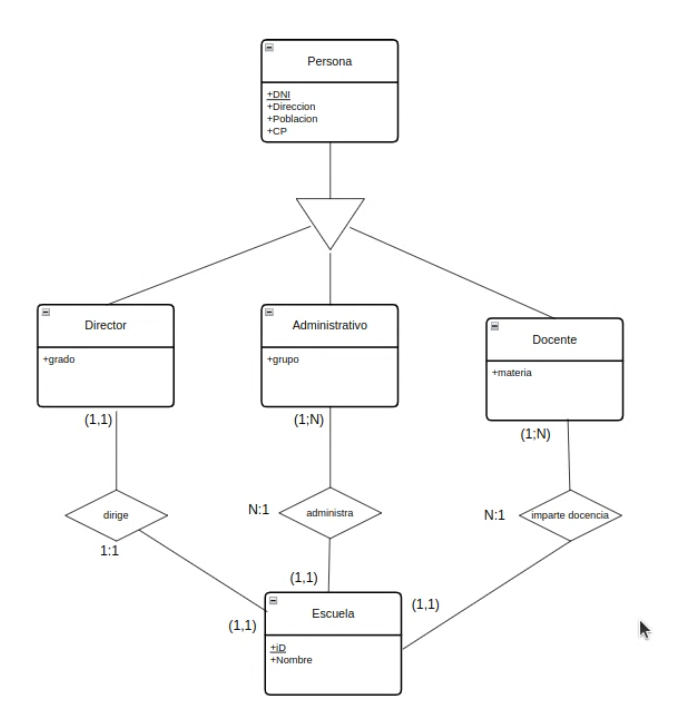 Persona
+DNI
+Direccion
+Poblacion
+CP
Director
+grado
Administrativo
+grupo
Docente
+materia
(1,1)
(1;N)
(1;N)
dirige
1:1
N:1
administra
N:1
imparte docencia
(1,1)
(1,1)
(1,1)
Escuela
+iD
+Nombre